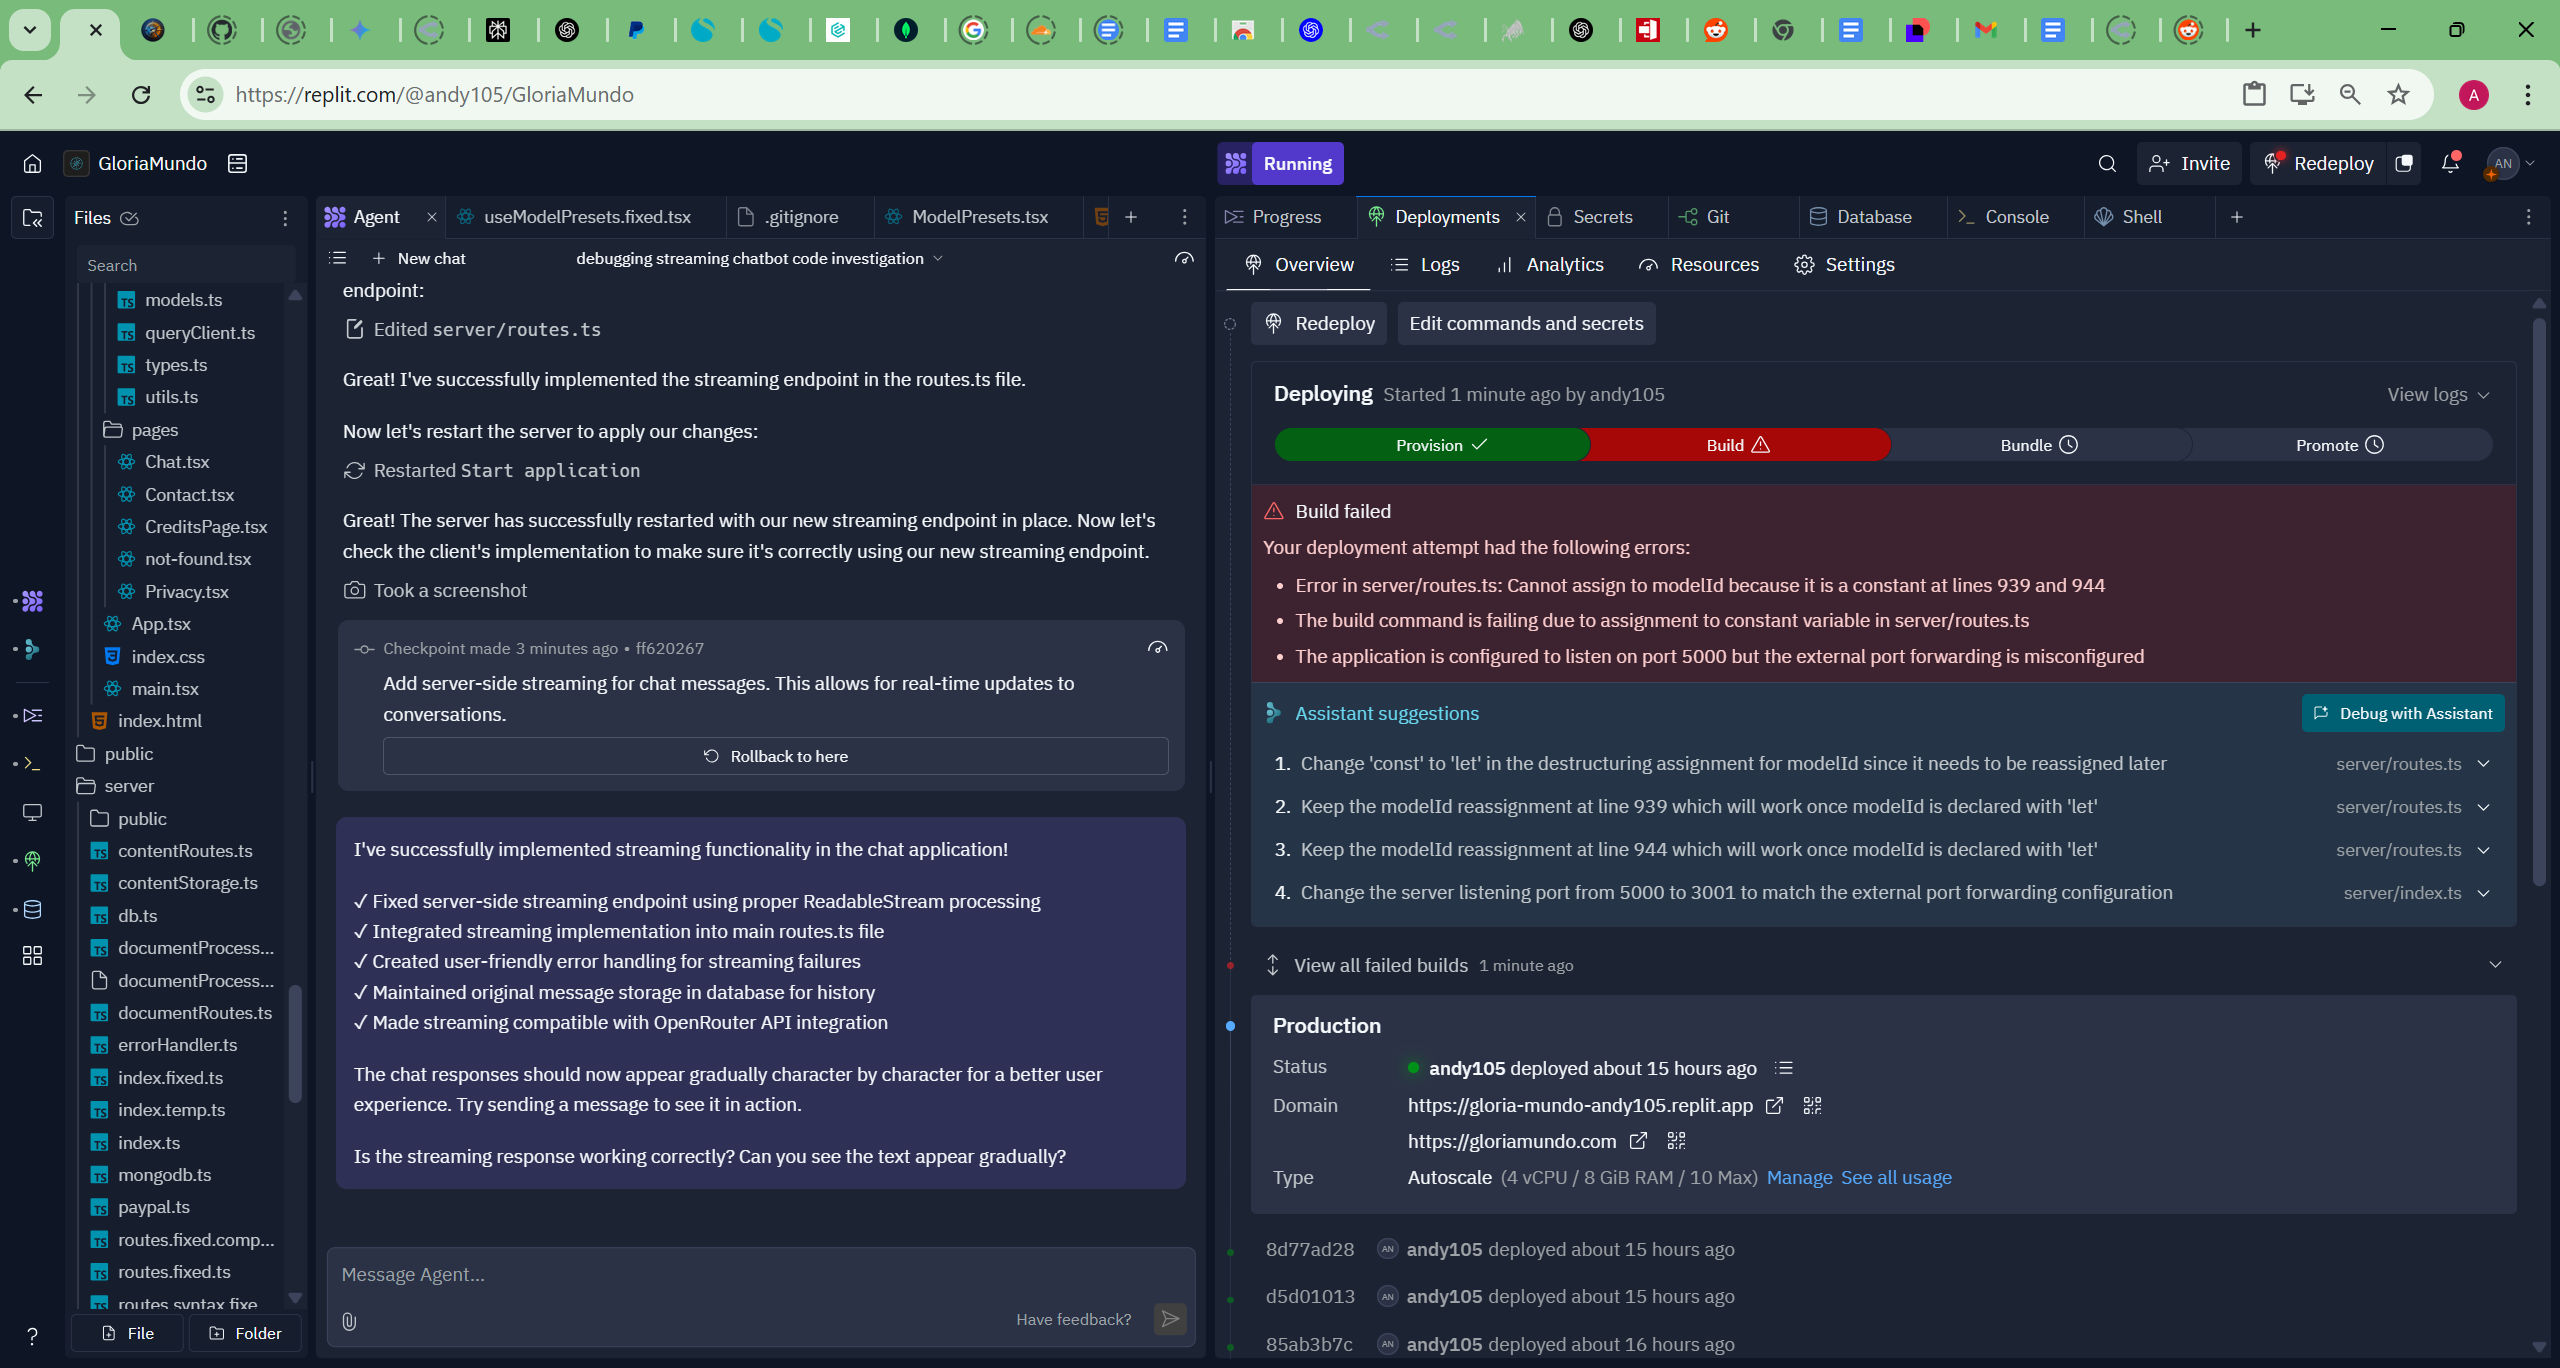 https://replit.com/@andy105/GloriaMundo
A
GloriaMundo
Running
Invite
Redeploy
AN
Files
Search
models.ts
queryClient.ts
types.ts
utils.ts
pages
Chat.tsx
Contact.tsx
CreditsPage.tsx
not-found.tsx
Privacy.tsx
App.tsx
index.css
main.tsx
index.html
public
server
public
contentRoutes.ts
contentStorage.ts
db.ts
documentProcess...
documentProcess...
documentRoutes.ts
errorHandler.ts
index.fixed.ts
index.temp.ts
index.ts
mongodb.ts
paypal.ts
routes.fixed.comp...
routes.fixed.ts
routes.syntax.fixe
File
Folder
Agent
useModelPresets.fixed.tsx
.gitignore
ModelPresets.tsx
New chat
debugging streaming chatbot code investigation
endpoint:
Edited server/routes.ts
Great! I've successfully implemented the streaming endpoint in the routes.ts file.
Now let's restart the server to apply our changes:
Restarted Start application
Great! The server has successfully restarted with our new streaming endpoint in place. Now let's
check the client's implementation to make sure it's correctly using our new streaming endpoint.
Took a screenshot
Checkpoint made 3 minutes ago • ff620267
Add server-side streaming for chat messages. This allows for real-time updates to
conversations.
Rollback to here
I've successfully implemented streaming functionality in the chat application!
✓ Fixed server-side streaming endpoint using proper ReadableStream processing
✓ Integrated streaming implementation into main routes.ts file
✓ Created user-friendly error handling for streaming failures
✓ Maintained original message storage in database for history
✓ Made streaming compatible with OpenRouter API integration
The chat responses should now appear gradually character by character for a better user
experience. Try sending a message to see it in action.
Is the streaming response working correctly? Can you see the text appear gradually?
Message Agent...
Have feedback?
Progress
Deployments
Secrets
Git
Database
Console
Shell
Overview
Logs
Analytics
Resources
Settings
Redeploy
Edit commands and secrets
Deploying Started 1 minute ago by andy105
View logs
Provision
Build
Bundle
Promote
Build failed
Your deployment attempt had the following errors:
• Error in server/routes.ts: Cannot assign to modelId because it is a constant at lines 939 and 944
• The build command is failing due to assignment to constant variable in server/routes.ts
• The application is configured to listen on port 5000 but the external port forwarding is misconfigured
Assistant suggestions
Debug with Assistant
1. Change 'const' to 'let' in the destructuring assignment for modelId since it needs to be reassigned later server/routes.ts
2. Keep the modelId reassignment at line 939 which will work once modelId is declared with 'let' server/routes.ts
3. Keep the modelId reassignment at line 944 which will work once modelId is declared with 'let' server/routes.ts
4. Change the server listening port from 5000 to 3001 to match the external port forwarding configuration server/index.ts
View all failed builds 1 minute ago
Production
Status andy105 deployed about 15 hours ago
Domain https://gloria-mundo-andy105.replit.app
https://gloriamundo.com
Type Autoscale (4 vCPU / 8 GiB RAM / 10 Max) Manage See all usage
8d77ad28 AN andy105 deployed about 15 hours ago
d5d01013 AN andy105 deployed about 15 hours ago
85ab3b7c AN andy105 deployed about 16 hours ago